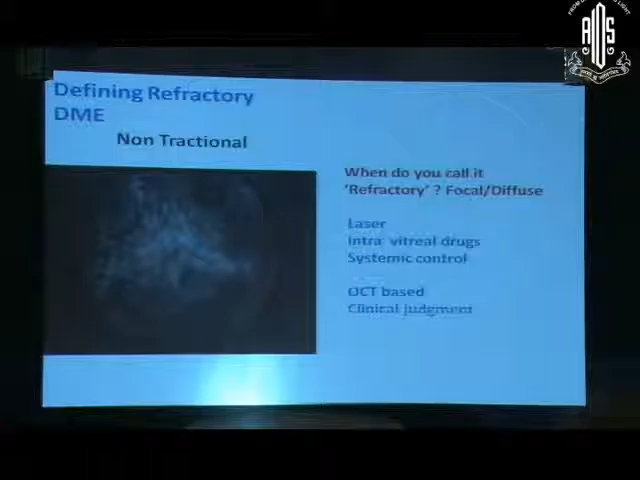 Defining Refractory
DME
Non Tractional
When do you call it
'Refractory' ? Focal/Diffuse
Laser
Intra vitreal drugs
Systemic control
OCT based
Clinical judgment